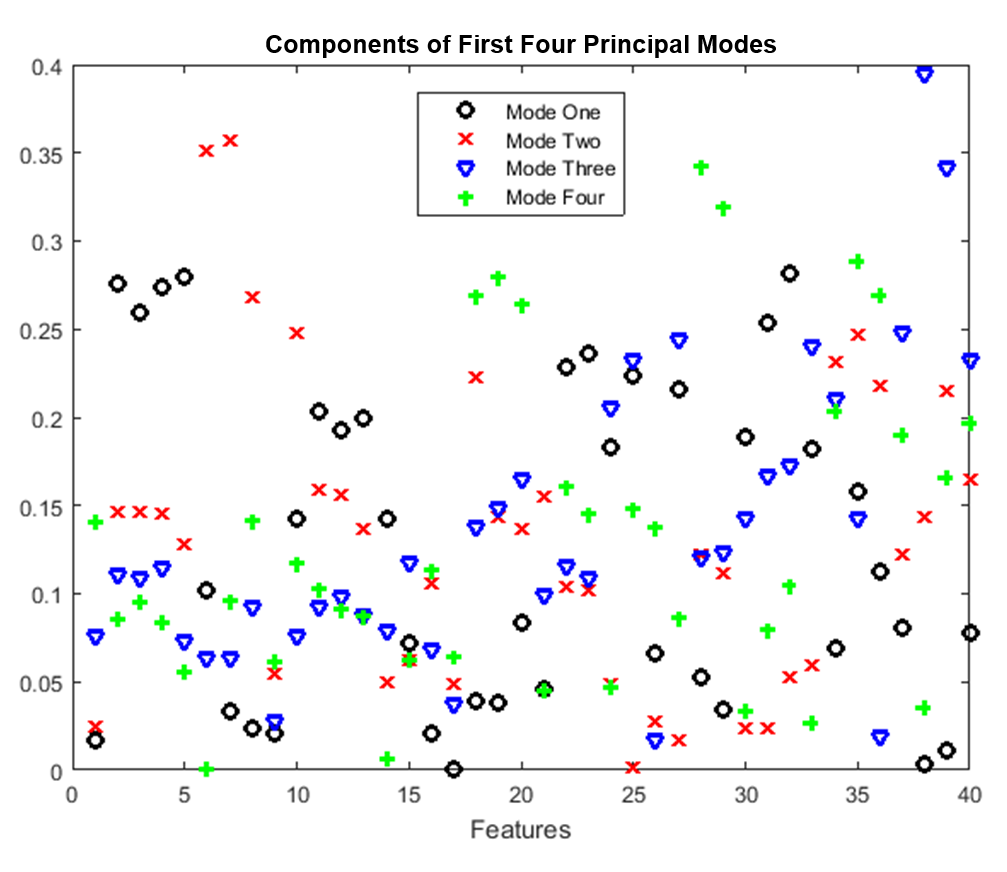 Components of First Four Principal Modes
0.4
0.35
0.3
0.25
0.2
0.15
0.1
0.05
0
Mode One
Mode Two
Mode Three
Mode Four
0 5 10 15 20 25 30 35 40
Features